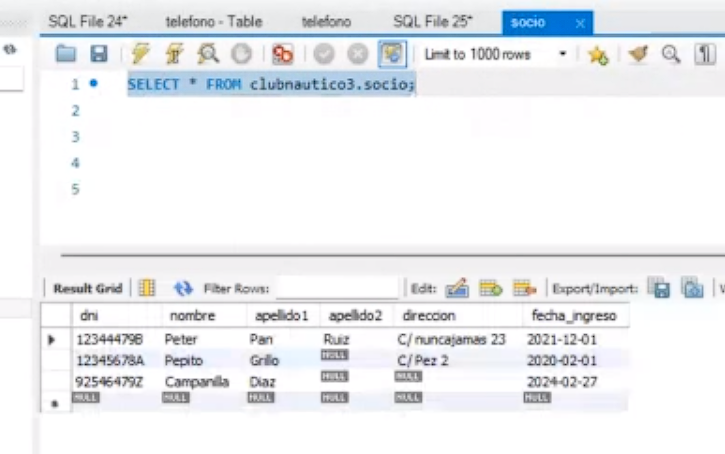 SQL File 24* telefono - Table telefono SQL File 25* socio ×
Limit to 1000 rows
1 SELECT * FROM clubnautico3.socio;
2
3
4
5
Result Grid Filter Rows: Edit: Export/Import:
dni nombre apellido1 apellido2 direccion fecha_ingreso
12344479B Peter Pan Ruiz C/ nuncajamas 23 2021-12-01
12345678A Pepito Grillo NULL C/ Pez 2 2020-02-01
92546479Z Campanilla Diaz NULL NULL 2024-02-27
NULL NULL NULL NULL NULL NULL